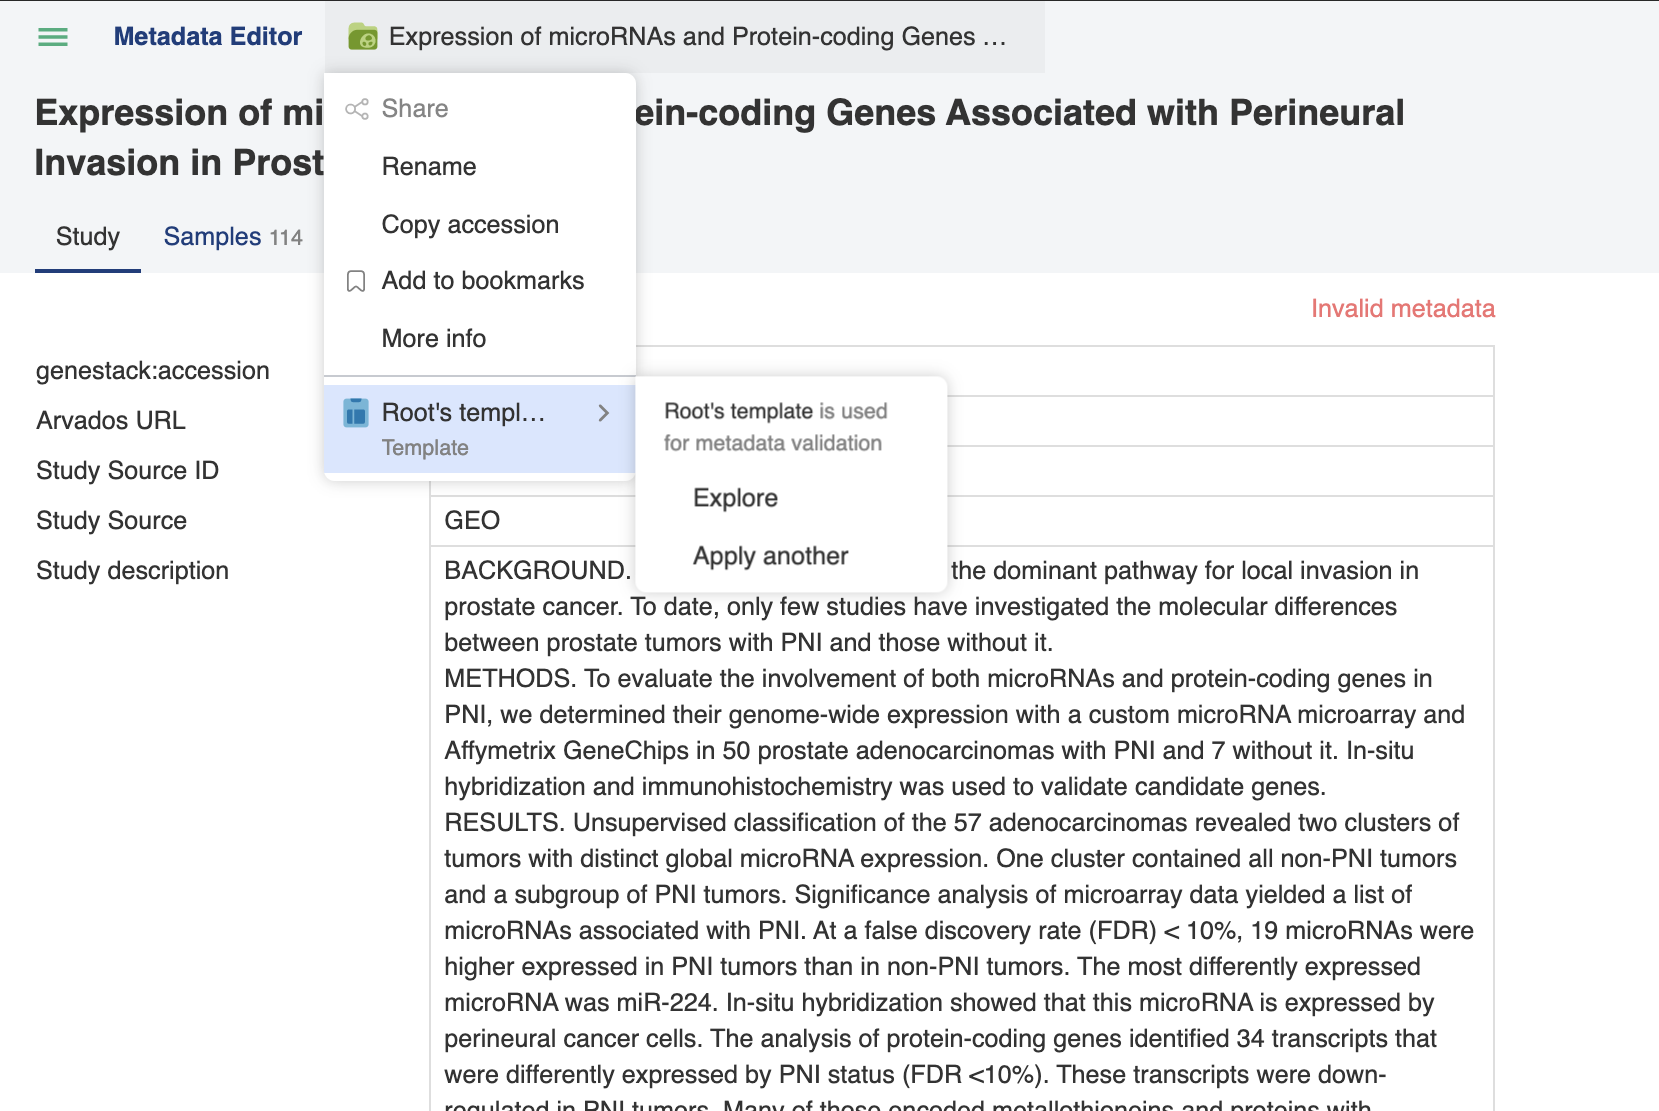 Metadata Editor
Expression of microRNAs and Protein-coding Genes ...
Expression of mi
ein-coding Genes Associated with Perineural
Invasion in Prost
Study
Samples 114
Share
Rename
Copy accession
Add to bookmarks
More info
Root's templ...
Template
Root's template is used
for metadata validation
Explore
Apply another
Invalid metadata
genestack:accession
Arvados URL
Study Source ID
Study Source
GEO
Study description
BACKGROUND.
the dominant pathway for local invasion in
prostate cancer. To date, only few studies have investigated the molecular differences
between prostate tumors with PNI and those without it.
METHODS. To evaluate the involvement of both microRNAs and protein-coding genes in
PNI, we determined their genome-wide expression with a custom microRNA microarray and
Affymetrix GeneChips in 50 prostate adenocarcinomas with PNI and 7 without it. In-situ
hybridization and immunohistochemistry was used to validate candidate genes.
RESULTS. Unsupervised classification of the 57 adenocarcinomas revealed two clusters of
tumors with distinct global microRNA expression. One cluster contained all non-PNI tumors
and a subgroup of PNI tumors. Significance analysis of microarray data yielded a list of
microRNAs associated with PNI. At a false discovery rate (FDR) < 10%, 19 microRNAs were
higher expressed in PNI tumors than in non-PNI tumors. The most differently expressed
microRNA was miR-224. In-situ hybridization showed that this microRNA is expressed by
perineural cancer cells. The analysis of protein-coding genes identified 34 transcripts that
were differently expressed by PNI status (FDR <10%). These transcripts were down-
regulated in PNI tumors. Many of those encoded metallothioneins and proteins with